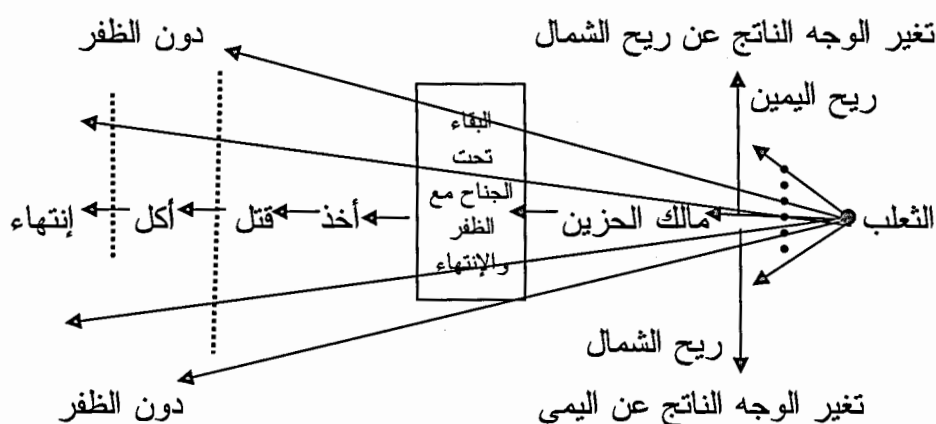 تغير الوجه الناتج عن ريح الشمال
دون الظفر
ريح اليمين
البقاء
تحت
الجناح مع
الظفر
والإنتهاء
الثعلب
مالك الحزين
أخذ
قتل
أكل
إنتهاء
ريح الشمال
تغير الوجه الناتج عن اليمى
دون الظفر